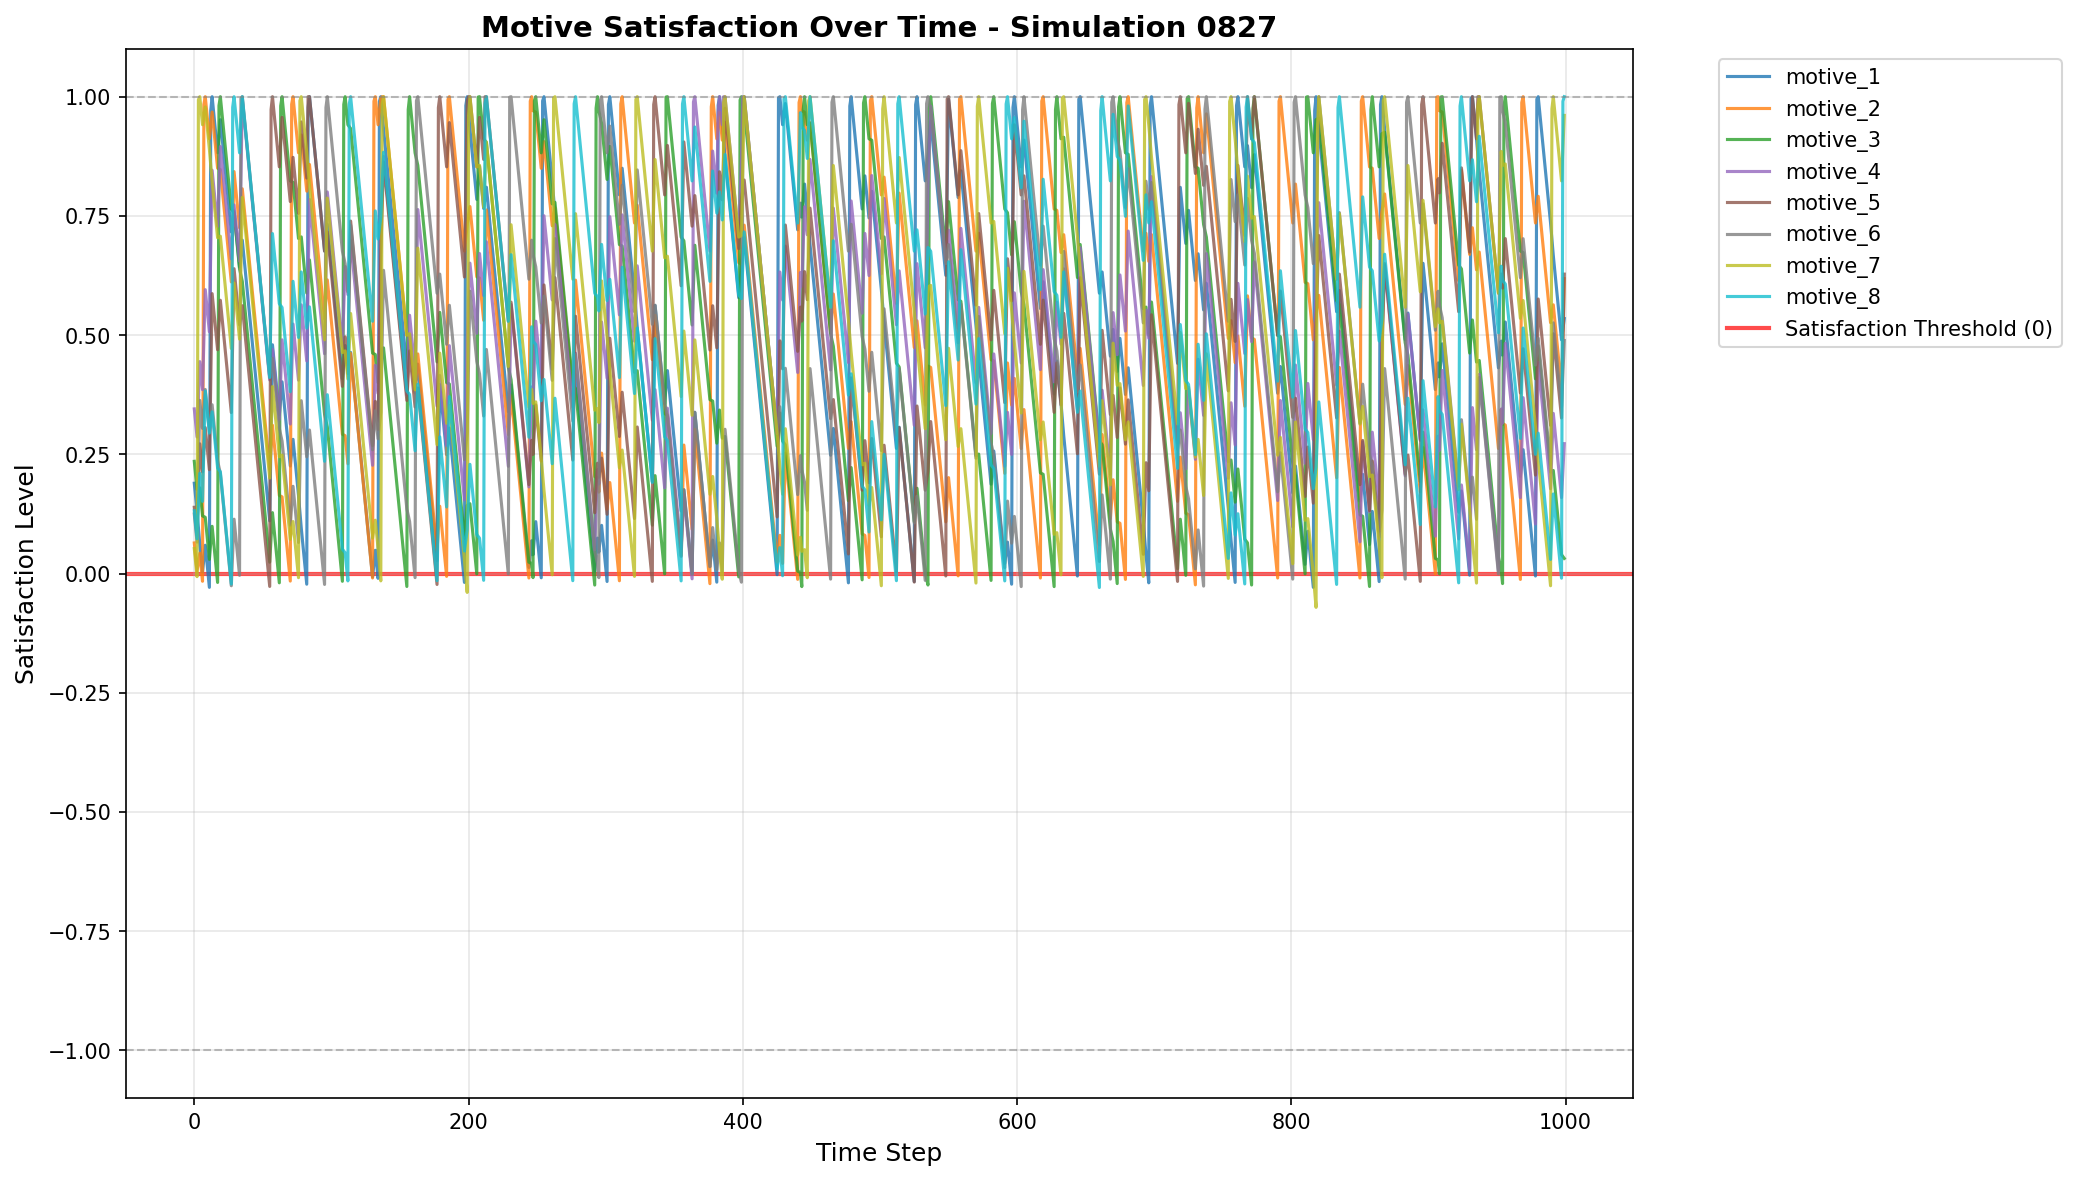 Motive Satisfaction Over Time - Simulation 0827
1.00
0.75
0.50
0.25
0.00
−0.25
−0.50
−0.75
−1.00
Satisfaction Level
0
200
400
600
800
1000
Time Step
motive_1
motive_2
motive_3
motive_4
motive_5
motive_6
motive_7
motive_8
Satisfaction Threshold (0)